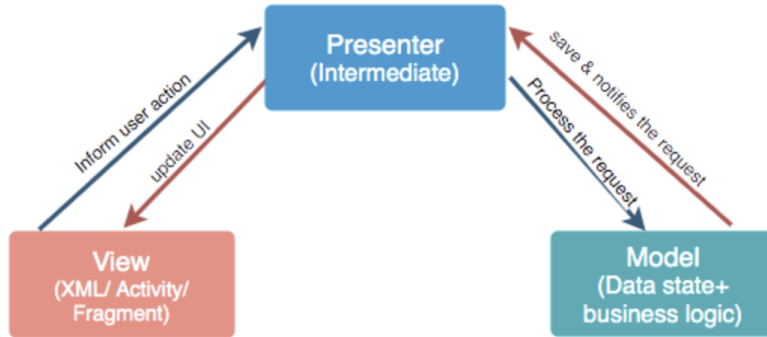 Presenter
(Intermediate)
Inform user action
update UI
Process the request
save & notifies the request
View
(XML/ Activity/
Fragment)
Model
(Data state+
business logic)